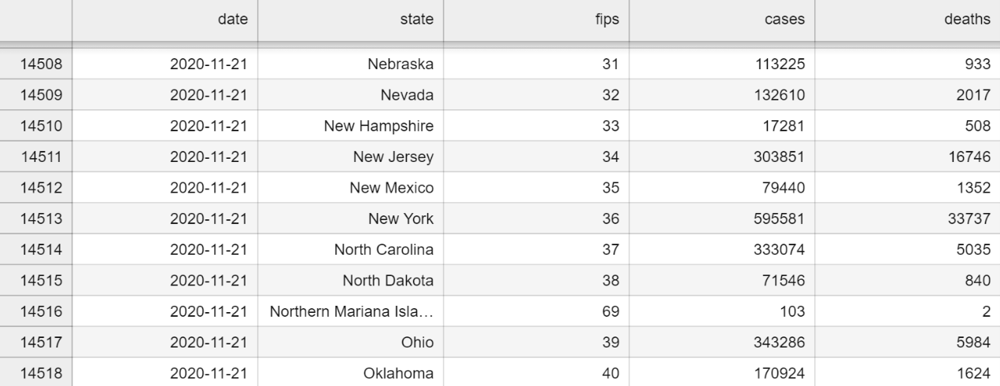 date state fips cases deaths
14508 2020-11-21 Nebraska 31 113225 933
14509 2020-11-21 Nevada 32 132610 2017
14510 2020-11-21 New Hampshire 33 17281 508
14511 2020-11-21 New Jersey 34 303851 16746
14512 2020-11-21 New Mexico 35 79440 1352
14513 2020-11-21 New York 36 595581 33737
14514 2020-11-21 North Carolina 37 333074 5035
14515 2020-11-21 North Dakota 38 71546 840
14516 2020-11-21 Northern Mariana Isla… 69 103 2
14517 2020-11-21 Ohio 39 343286 5984
14518 2020-11-21 Oklahoma 40 170924 1624